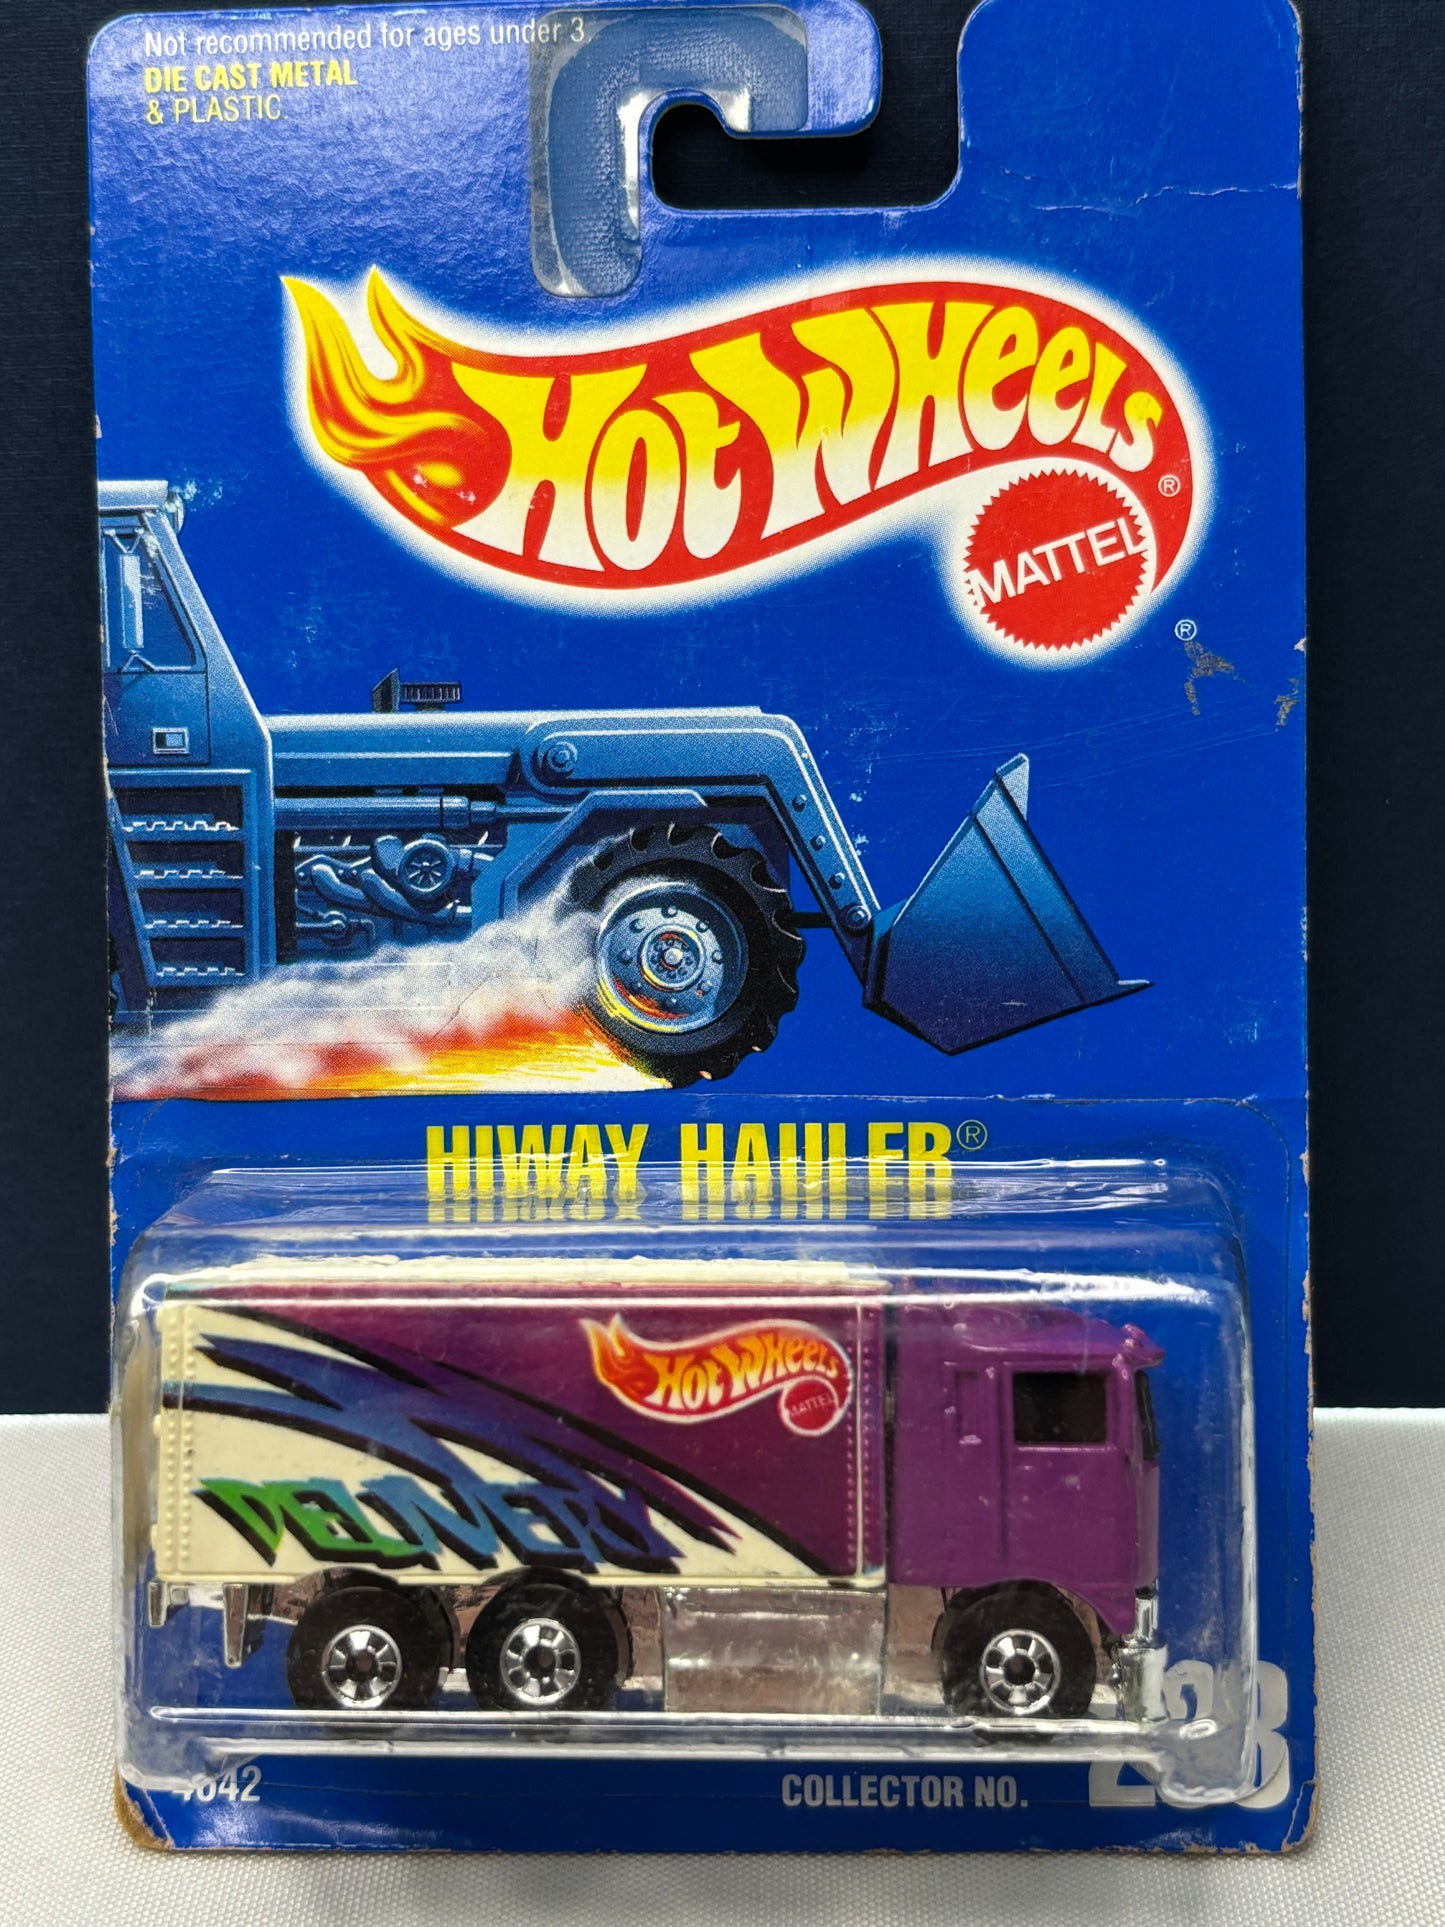 Not recommended for ages under 3.
DIE CAST METAL
& PLASTIC.
HOT WHEELS ®
MATTEL
®
HIWAY HAULER®
HOT WHEELS
MATTEL
DELIVERY
4642
COLLECTOR NO.